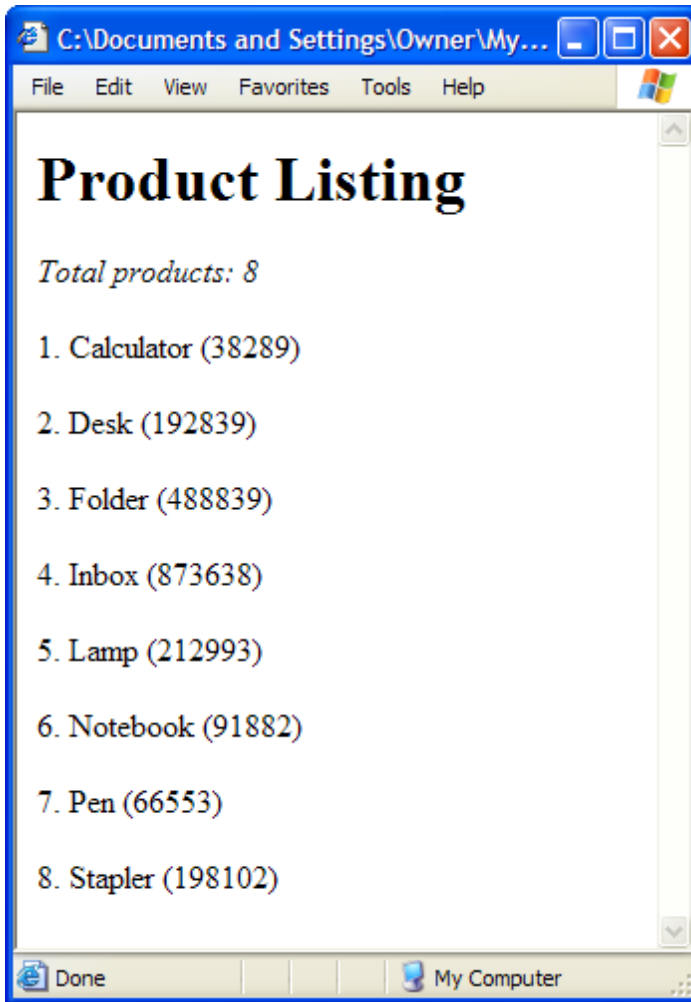 C:\Documents and Settings\Owner\My...
File Edit View Favorites Tools Help
Product Listing
Total products: 8
1. Calculator (38289)
2. Desk (192839)
3. Folder (488839)
4. Inbox (873638)
5. Lamp (212993)
6. Notebook (91882)
7. Pen (66553)
8. Stapler (198102)
Done My Computer